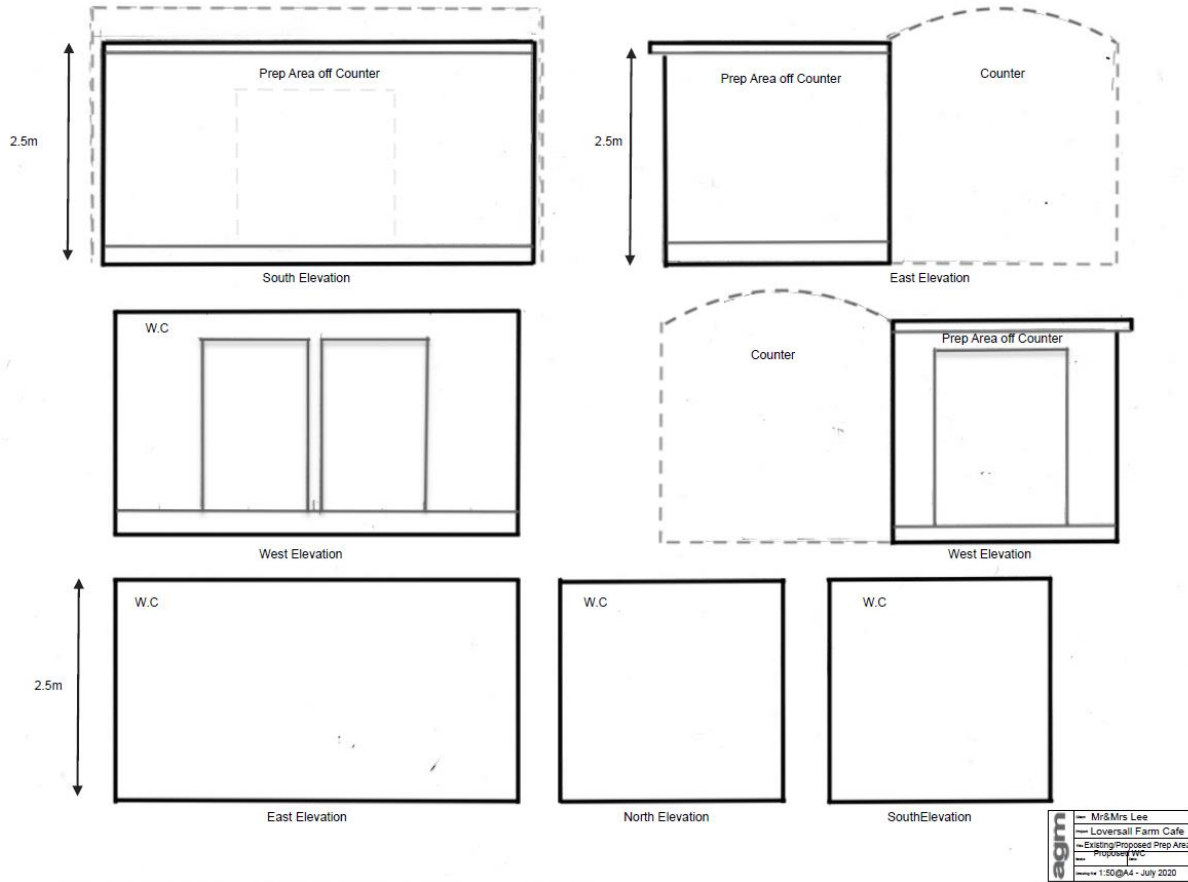 Prep Area off Counter
2.5m
South Elevation
Prep Area off Counter
Counter
2.5m
East Elevation
W.C
West Elevation
Counter
Prep Area off Counter
West Elevation
W.C
2.5m
East Elevation
W.C
North Elevation
W.C
SouthElevation
agm
Mr&Mrs Lee
Loversall Farm Cafe
Existing/Proposed Prep Area
Proposed WC
1:50@A4 - July 2020